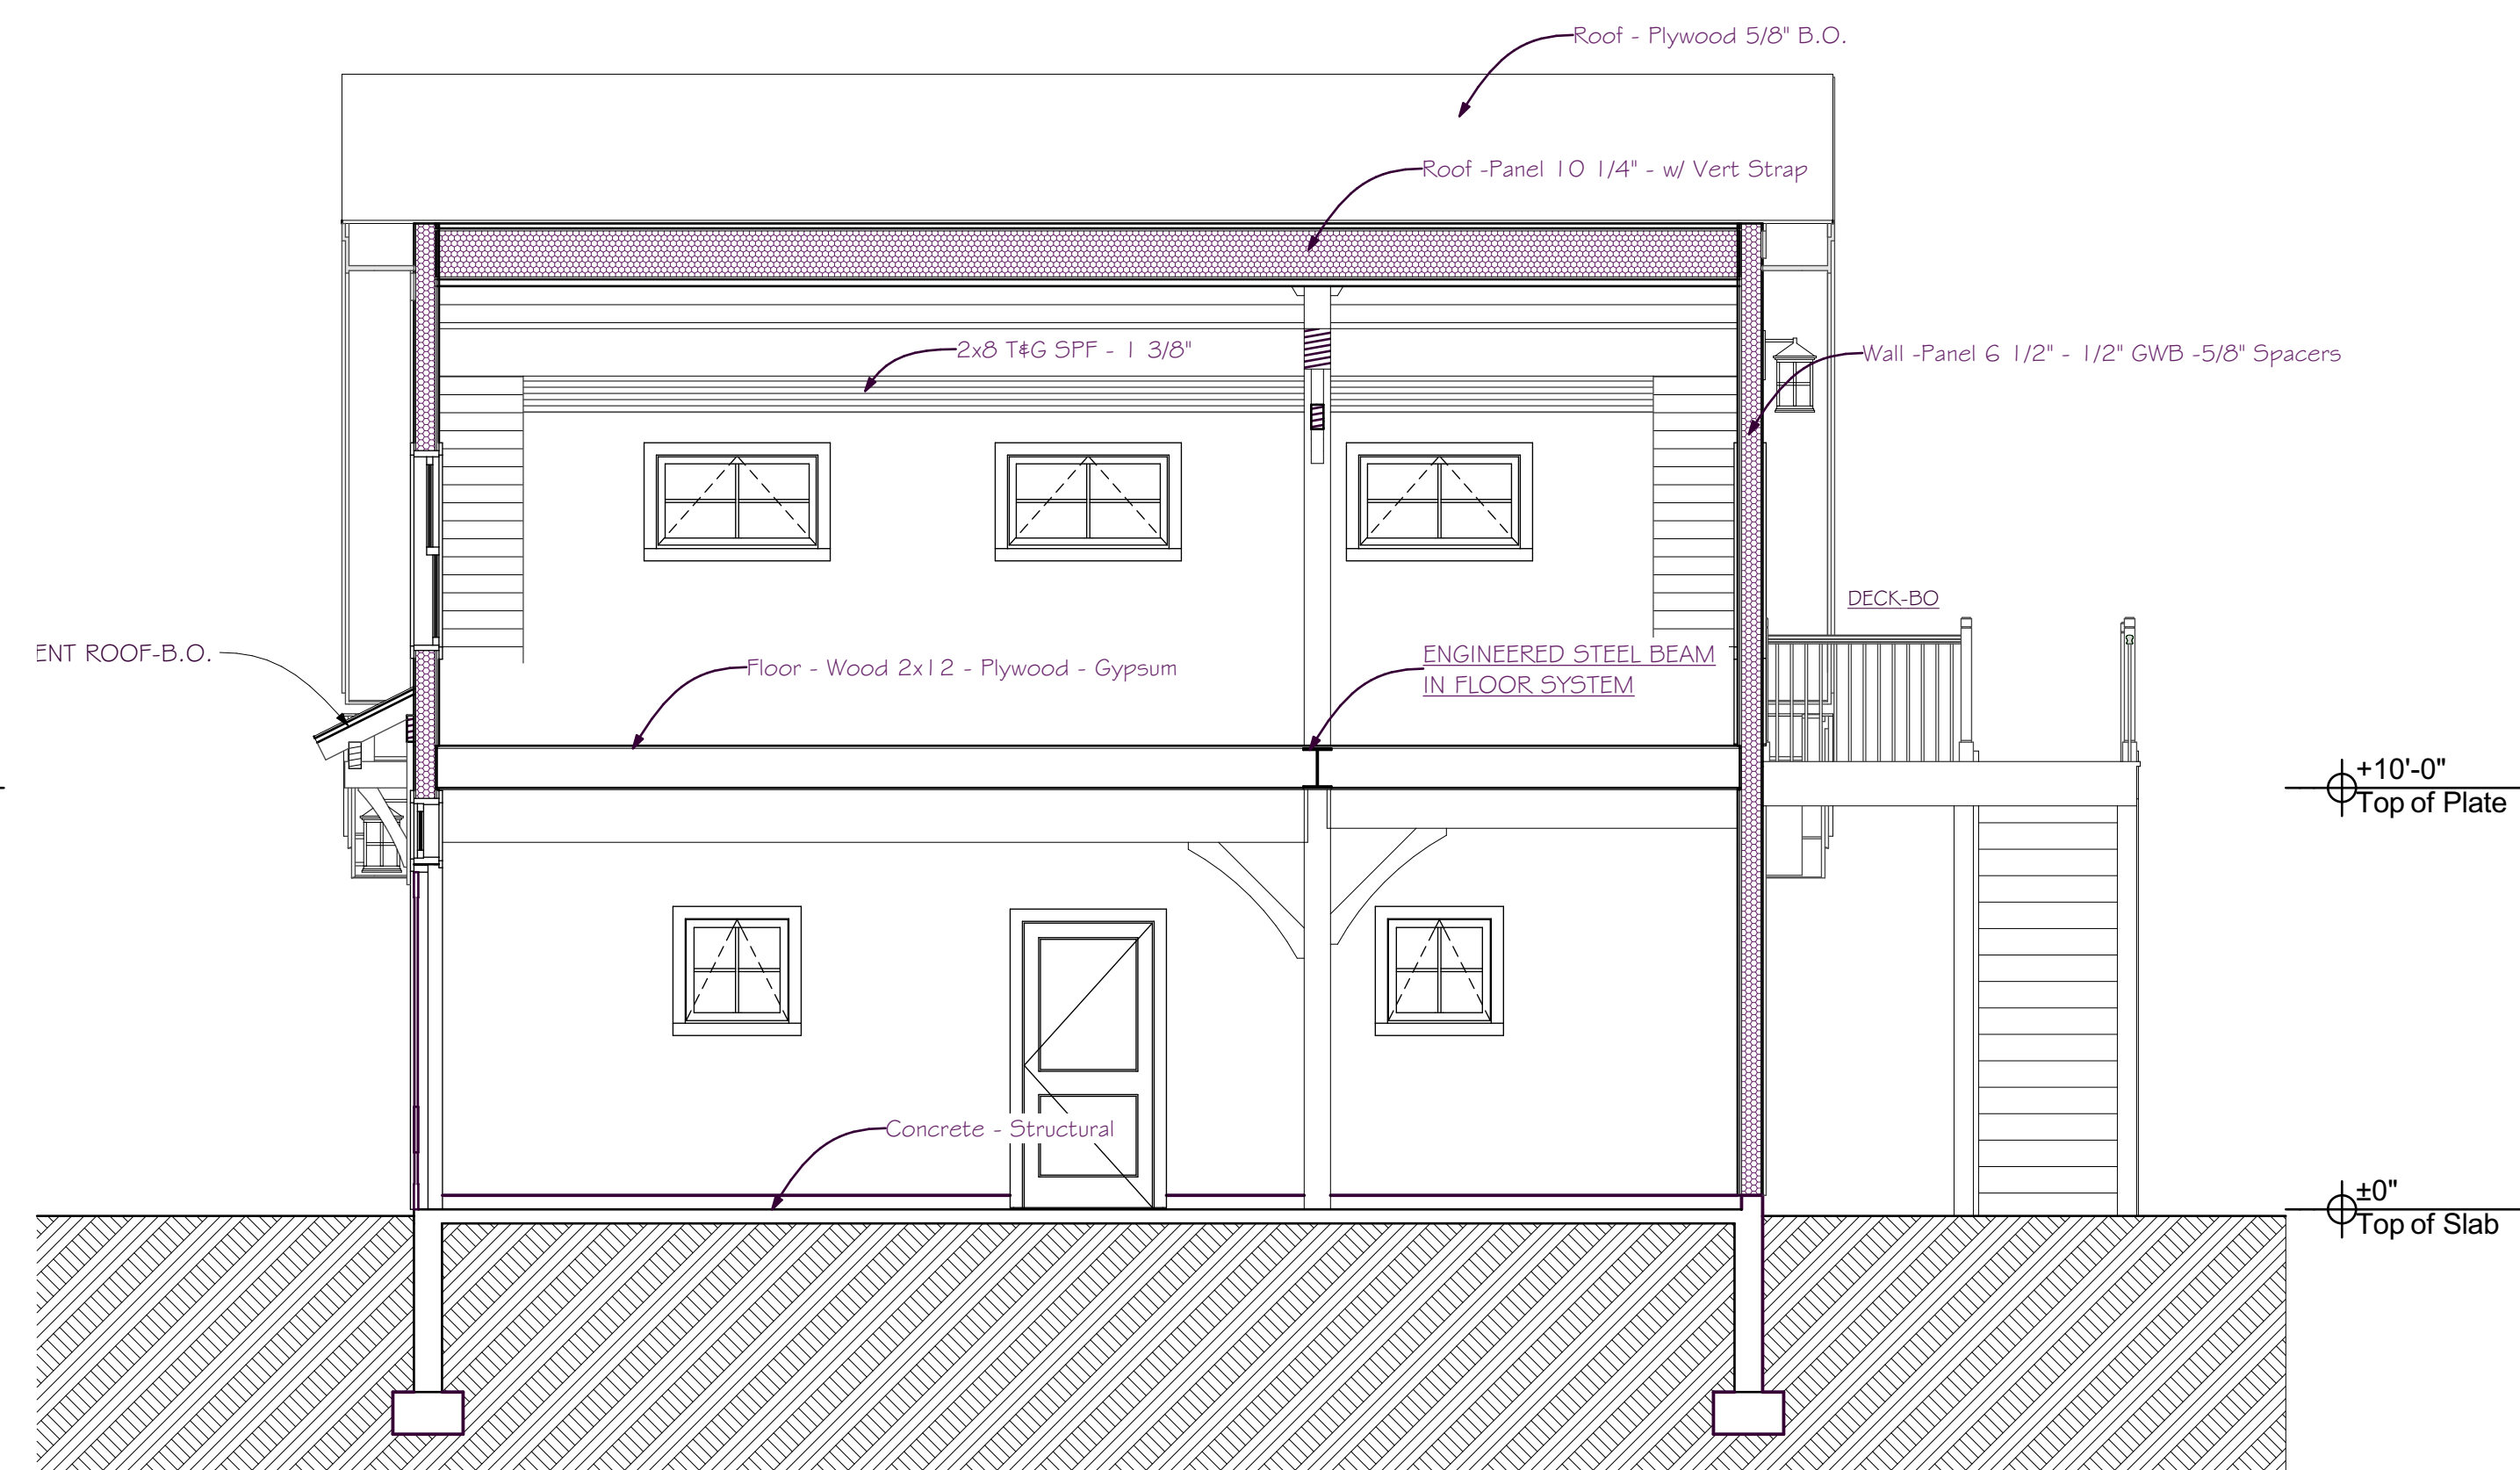 Roof - Plywood 5/8" B.O.
Roof -Panel 10 1/4" - w/ Vert Strap
2x8 T&G SPF - 1 3/8"
Wall -Panel 6 1/2" - 1/2" GWB -5/8" Spacers
DECK-BO
ENT ROOF-B.O.
Floor - Wood 2x12 - Plywood - Gypsum
ENGINEERED STEEL BEAM
IN FLOOR SYSTEM
+10'-0"
Top of Plate
Concrete - Structural
±0"
Top of Slab